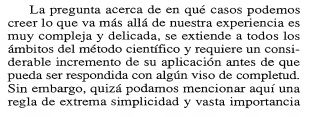 La pregunta acerca de en qué casos podemos
creer lo que va más allá de nuestra experiencia es
muy compleja y delicada, se extiende a todos los
ámbitos del método científico y requiere un consi-
derable incremento de su aplicación antes de que
pueda ser respondida con algún viso de completud.
Sin embargo, quizá podamos mencionar aquí una
regla de extrema simplicidad y vasta importancia